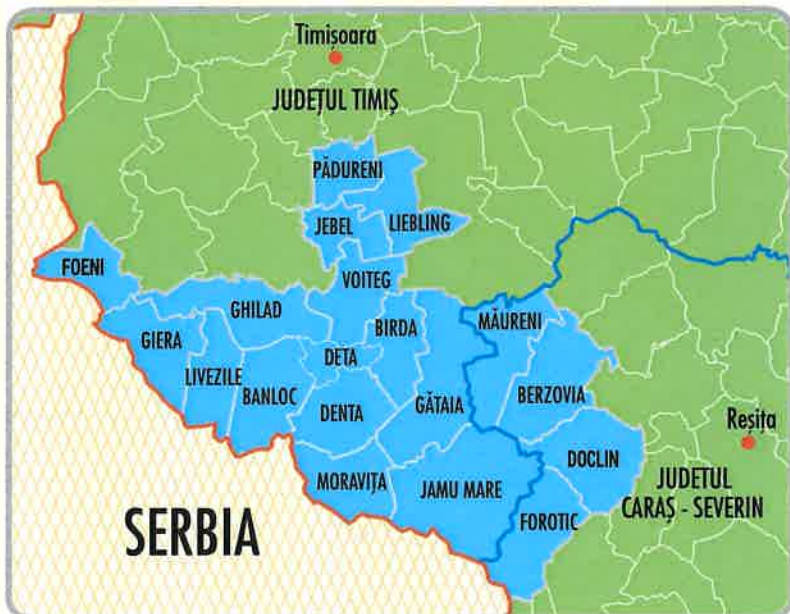 Timișoara
JUDEȚUL TIMIȘ
PĂDURENI
JEBEL
LIEBLING
FOENI
VOITEG
GHILAD
BIRDA
MĂURENI
GIERA
DETA
LIVEZILE
BANLOC
DENTA
GĂTAIA
BERZOVIA
Reșița
DOCLIN
MORAVIȚA
JAMU MARE
JUDETUL
CARAȘ - SEVERIN
SERBIA
FOROTIC